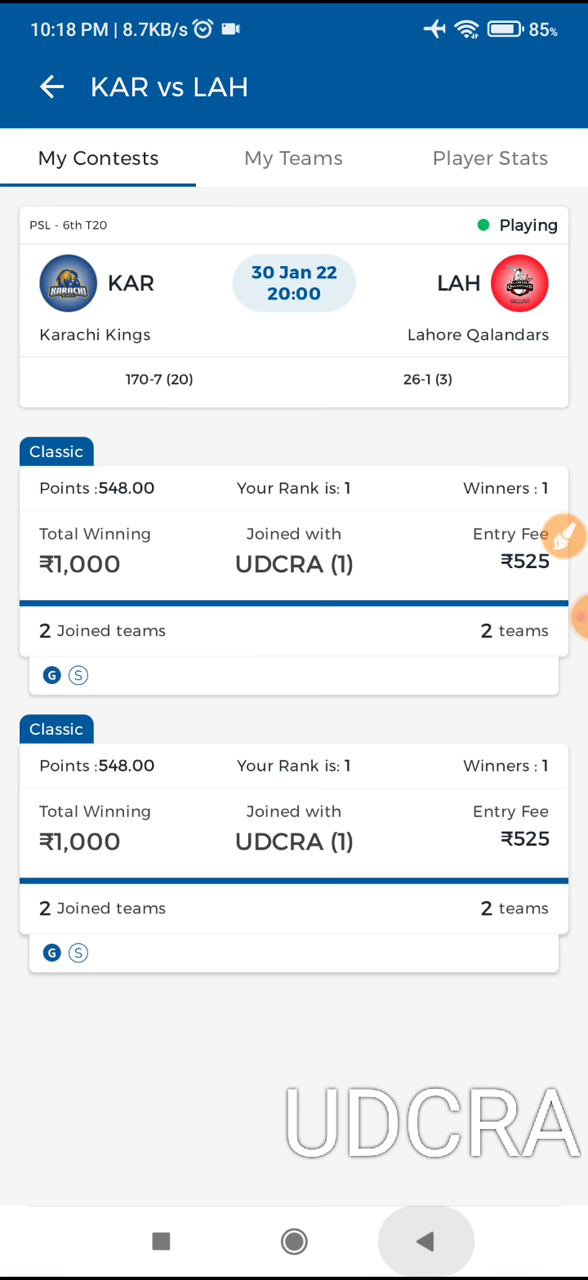 10:18 PM | 8.7KB/s 85%
KAR vs LAH
My Contests My Teams Player Stats
PSL - 6th T20 Playing
KAR 30 Jan 22 LAH
20:00
KARACHI
Karachi Kings Lahore Qalandars
170-7 (20) 26-1 (3)
Classic
Points :548.00 Your Rank is: 1 Winners : 1
Total Winning Joined with Entry Fee
₹1,000 UDCRA (1) ₹525
2 Joined teams 2 teams
G S
Classic
Points :548.00 Your Rank is: 1 Winners : 1
Total Winning Joined with Entry Fee
₹1,000 UDCRA (1) ₹525
2 Joined teams 2 teams
G S
UDCRA